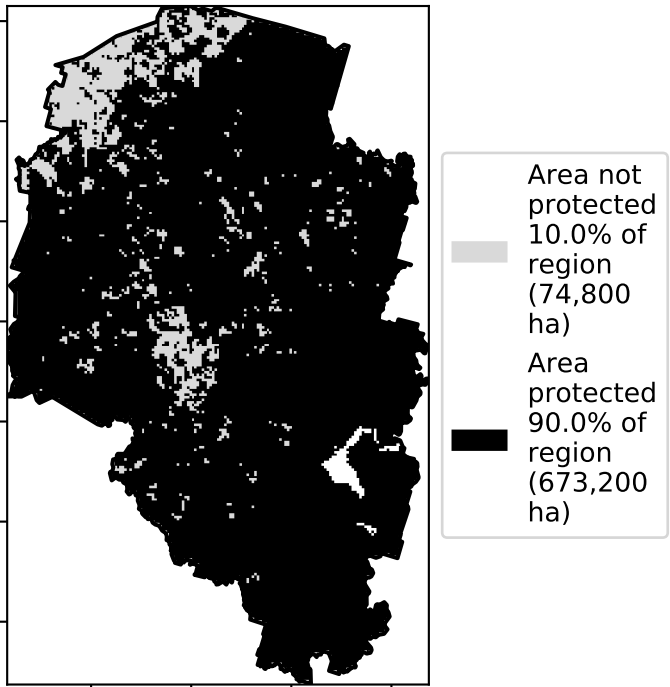 Area not
protected
10.0% of
region
(74,800
ha)
Area
protected
90.0% of
region
(673,200
ha)